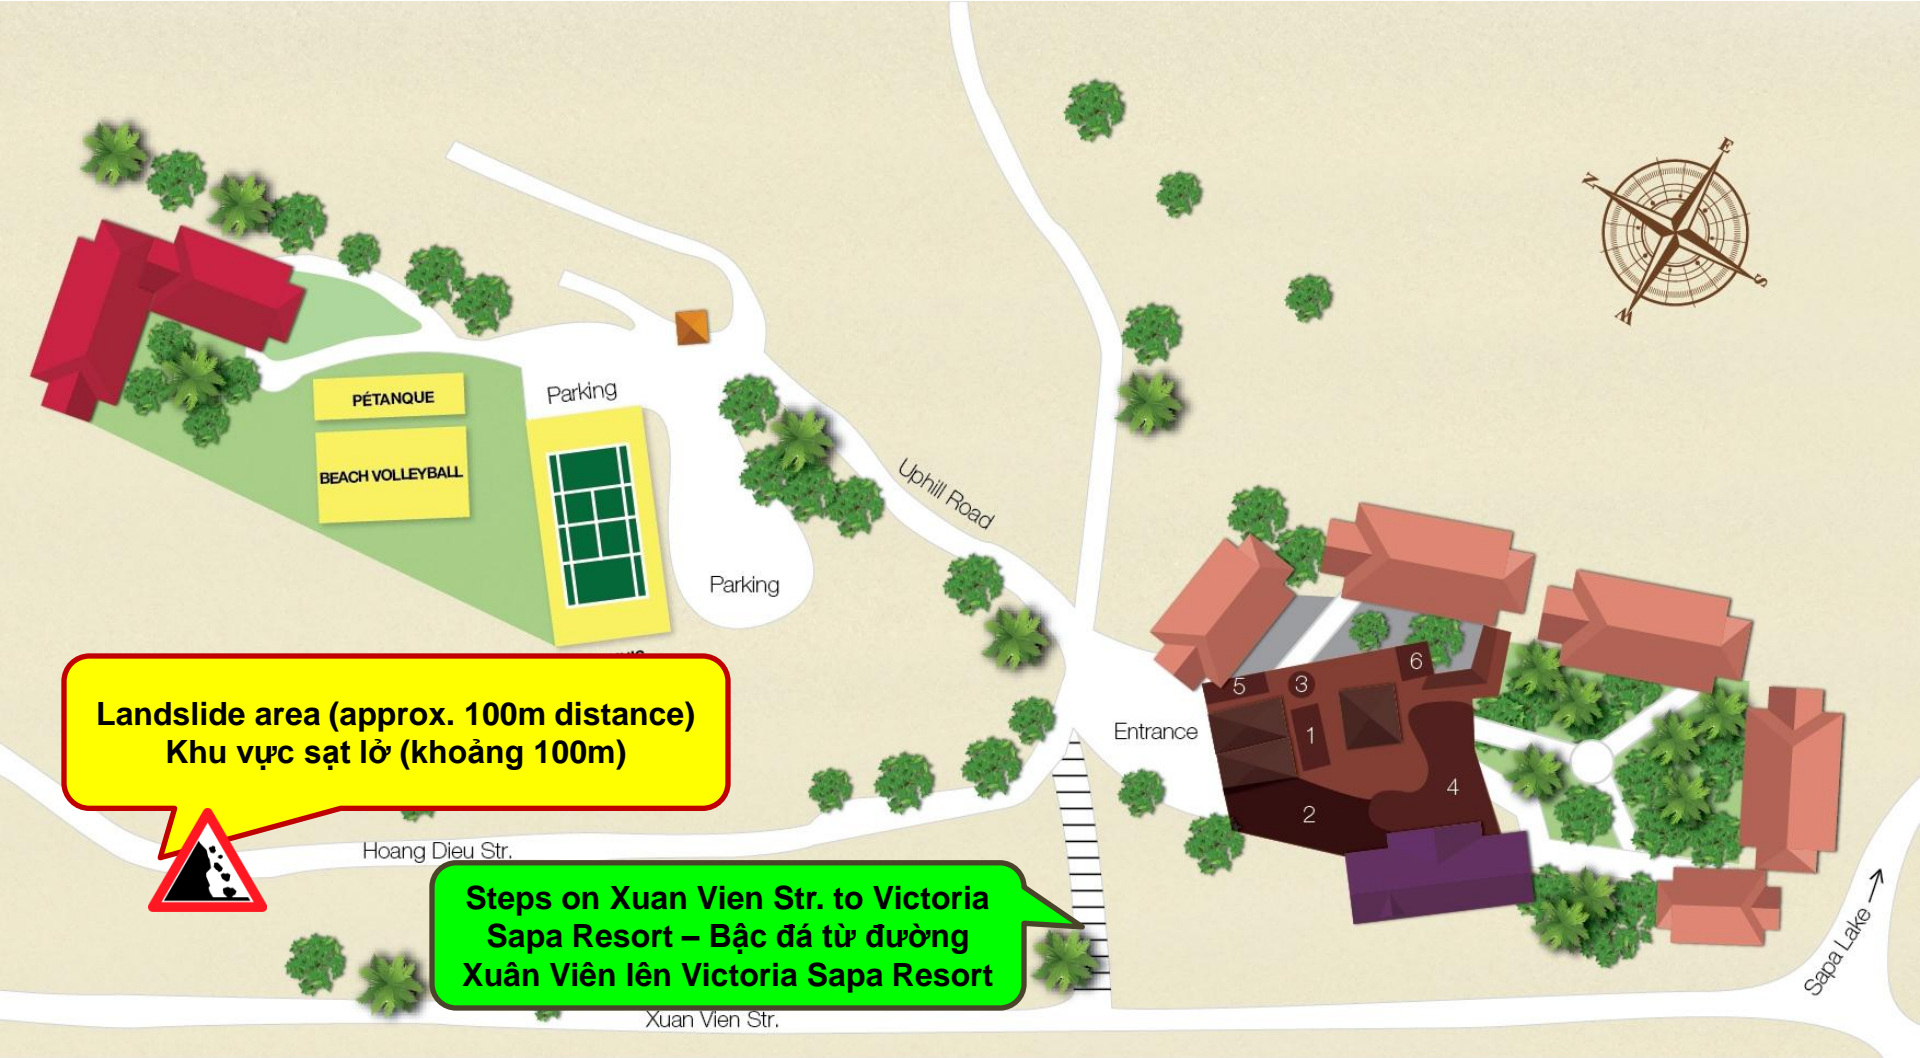 E
N
S
W
PÉTANQUE
Parking
BEACH VOLLEYBALL
Uphill Road
Parking
6
5
3
1
Entrance
4
2
Landslide area (approx. 100m distance)
Khu vực sạt lở (khoảng 100m)
Hoang Dieu Str.
Steps on Xuan Vien Str. to Victoria
Sapa Resort – Bậc đá từ đường
Xuân Viên lên Victoria Sapa Resort
Sapa Lake
Xuan Vien Str.